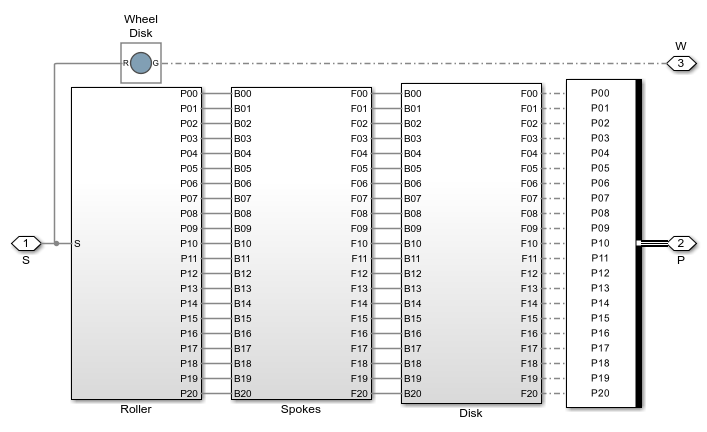 Wheel
Disk
W
R G 3
P00 B00 F00 B00 F00 P00
P01 B01 F01 B01 F01 P01
P02 B02 F02 B02 F02 P02
P03 B03 F03 B03 F03 P03
P04 B04 F04 B04 F04 P04
P05 B05 F05 B05 F05 P05
P06 B06 F06 B06 F06 P06
P07 B07 F07 B07 F07 P07
P08 B08 F08 B08 F08 P08
P09 B09 F09 B09 F09 P09
1 S P10 B10 F10 B10 F10 P10 2
S P11 B11 F11 B11 F11 P11 P
P12 B12 F12 B12 F12 P12
P13 B13 F13 B13 F13 P13
P14 B14 F14 B14 F14 P14
P15 B15 F15 B15 F15 P15
P16 B16 F16 B16 F16 P16
P17 B17 F17 B17 F17 P17
P18 B18 F18 B18 F18 P18
P19 B19 F19 B19 F19 P19
P20 B20 F20 B20 F20 P20
Roller Spokes Disk